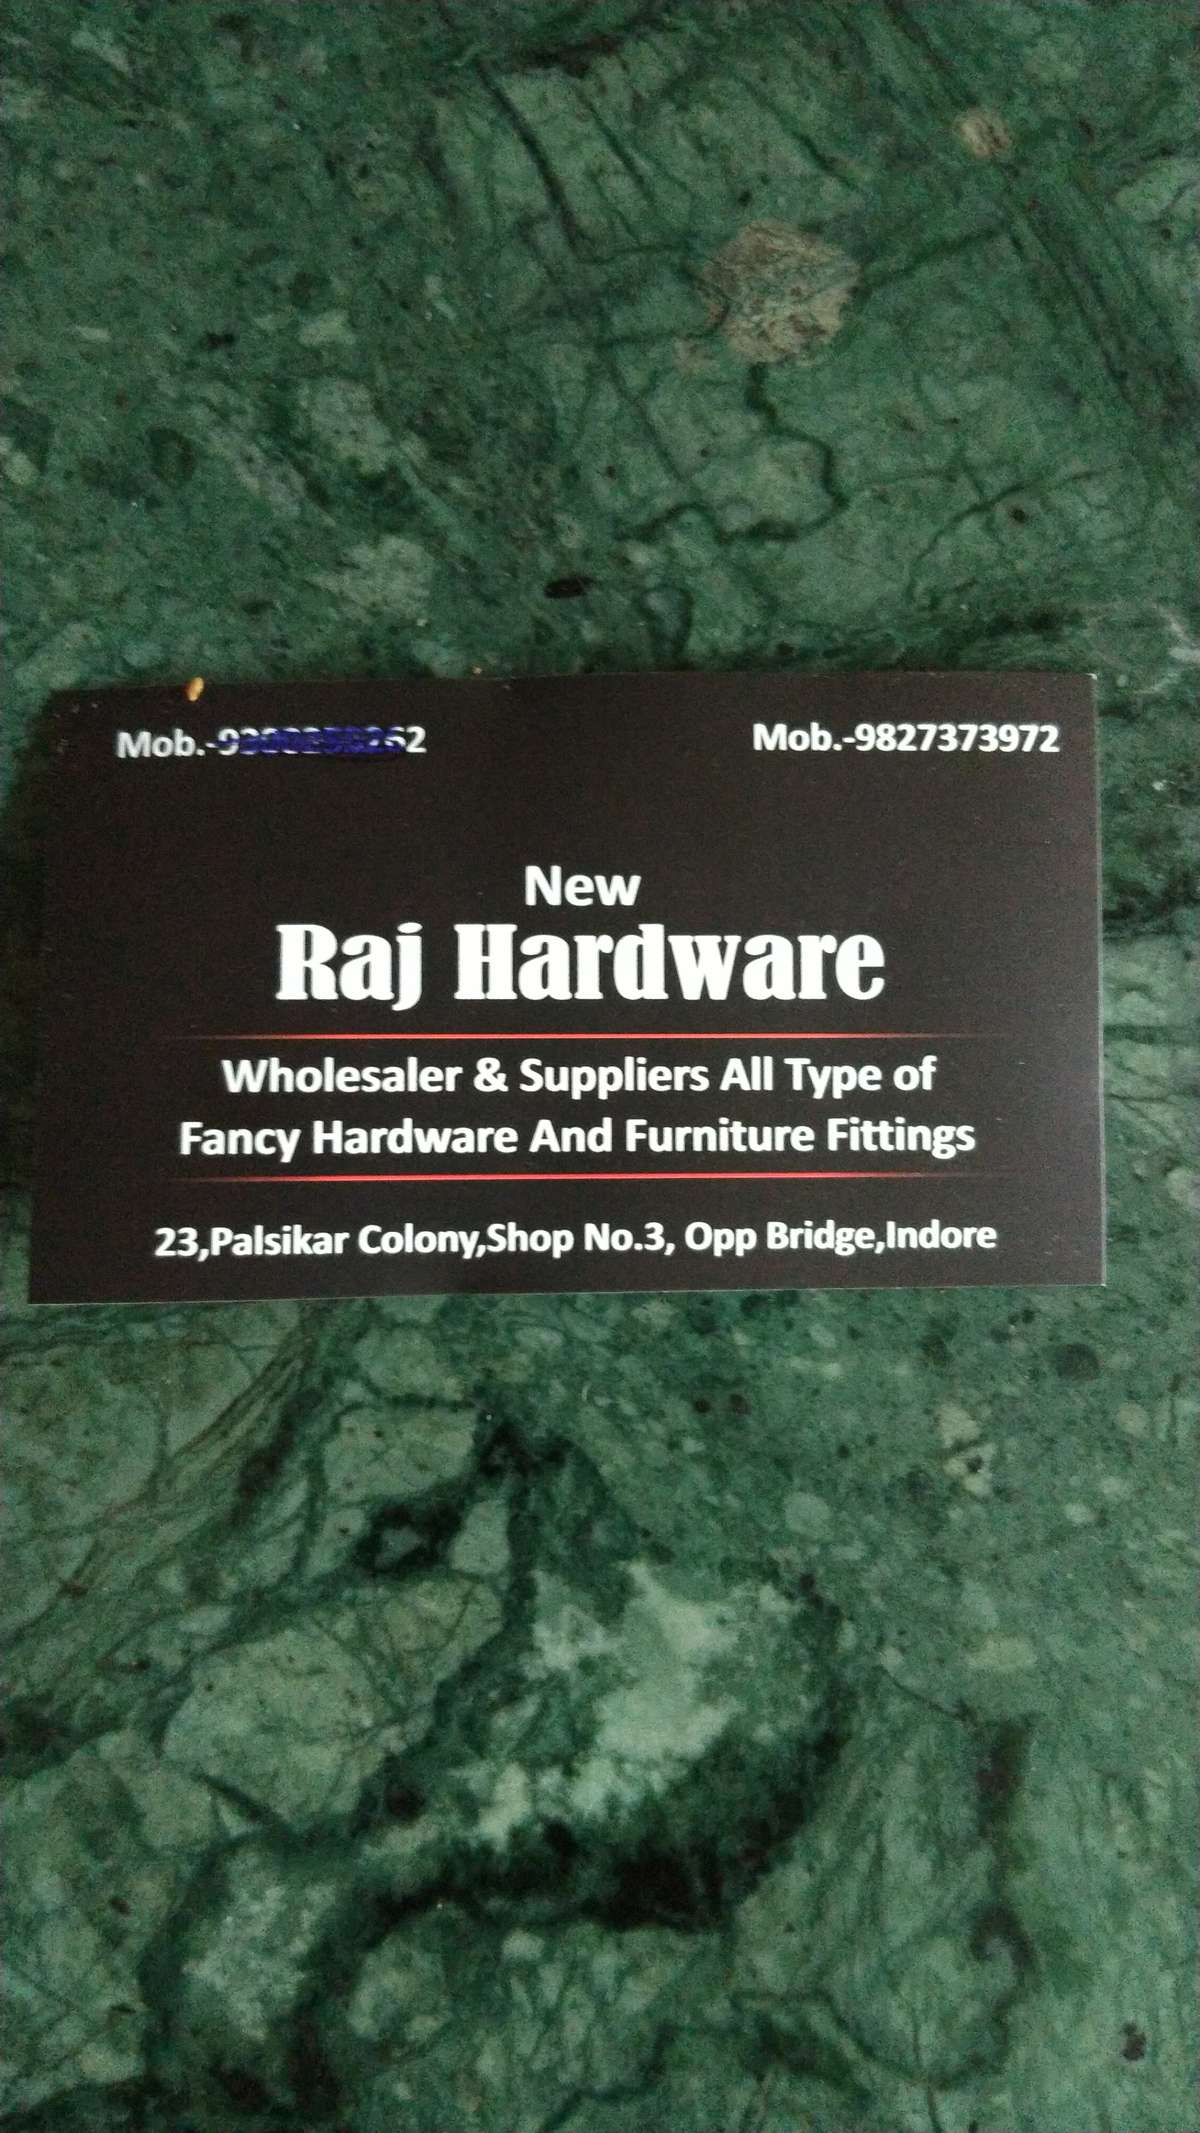 Mob.-
Mob.-9827373972
New
Raj Hardware
Wholesaler & Suppliers All Type of
Fancy Hardware And Furniture Fittings
23,Palsikar Colony,Shop No.3, Opp Bridge,Indore